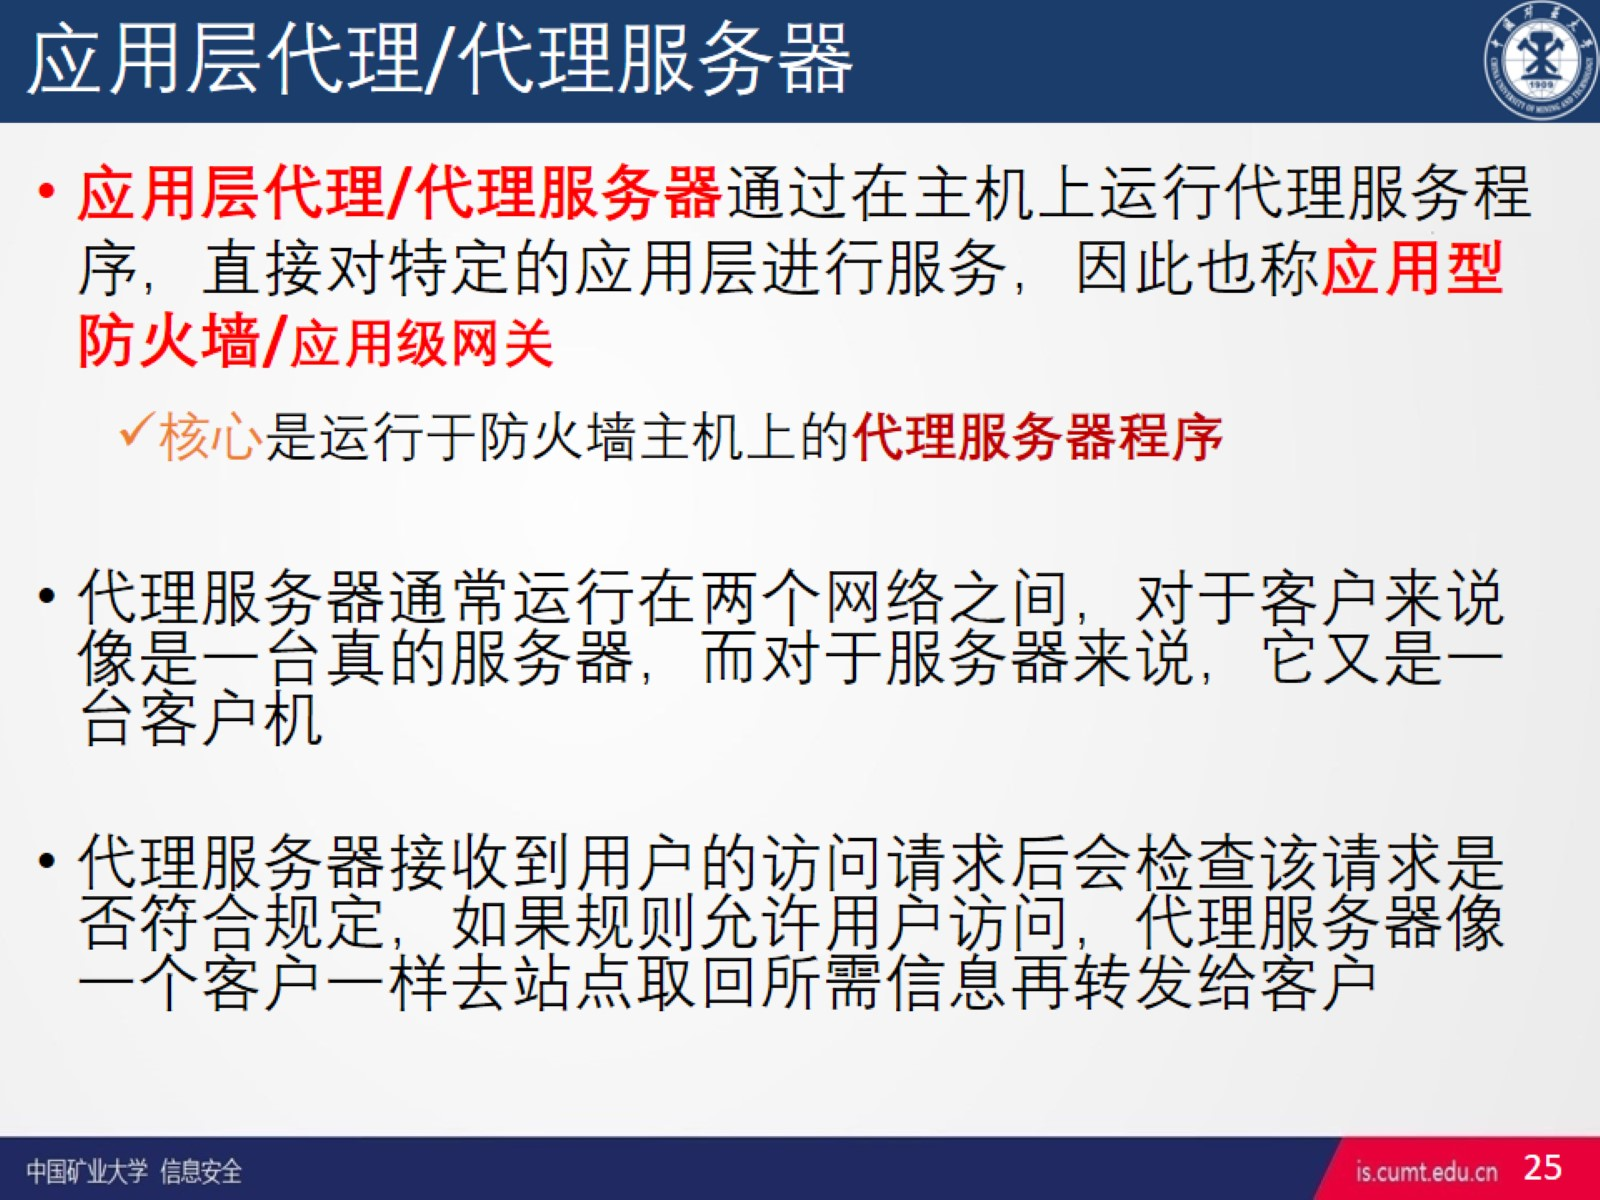 应用层代理/代理服务器
• 应用层代理/代理服务器通过在主机上运行代理服务程
序，直接对特定的应用层进行服务，因此也称应用型
防火墙/应用级网关
✓核心是运行于防火墙主机上的代理服务器程序
• 代理服务器通常运行在两个网络之间，对于客户来说
像是一台真的服务器，而对于服务器来说，它又是一
台客户机
• 代理服务器接收到用户的访问请求后会检查该请求是
否符合规定，如果规则允许用户访问，代理服务器像
一个客户一样去站点取回所需信息再转发给客户
中国矿业大学 信息安全
is.cumt.edu.cn 25
1909
CHINA UNIVERSITY OF MINING AND TECHNOLOGY